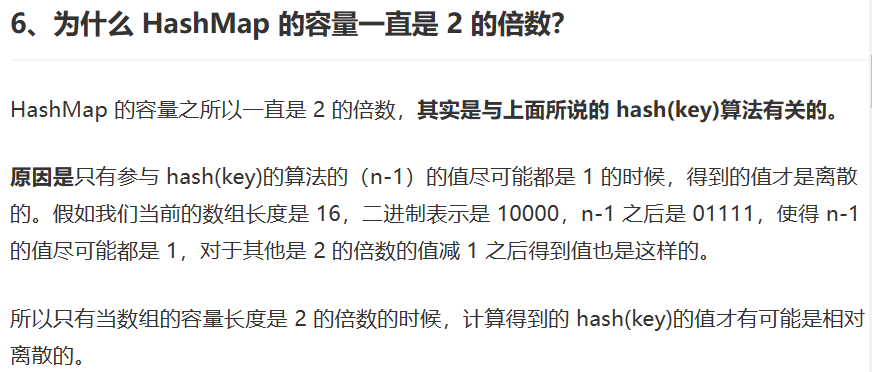 6、为什么 HashMap 的容量一直是 2 的倍数？
HashMap 的容量之所以一直是 2 的倍数，其实是与上面所说的 hash(key)算法有关的。
原因是只有参与 hash(key)的算法的（n-1）的值尽可能都是 1 的时候，得到的值才是离散
的。假如我们当前的数组长度是 16，二进制表示是 10000，n-1 之后是 01111，使得 n-1
的值尽可能都是 1，对于其他是 2 的倍数的值减 1 之后得到值也是这样的。
所以只有当数组的容量长度是 2 的倍数的时候，计算得到的 hash(key)的值才有可能是相对
离散的。